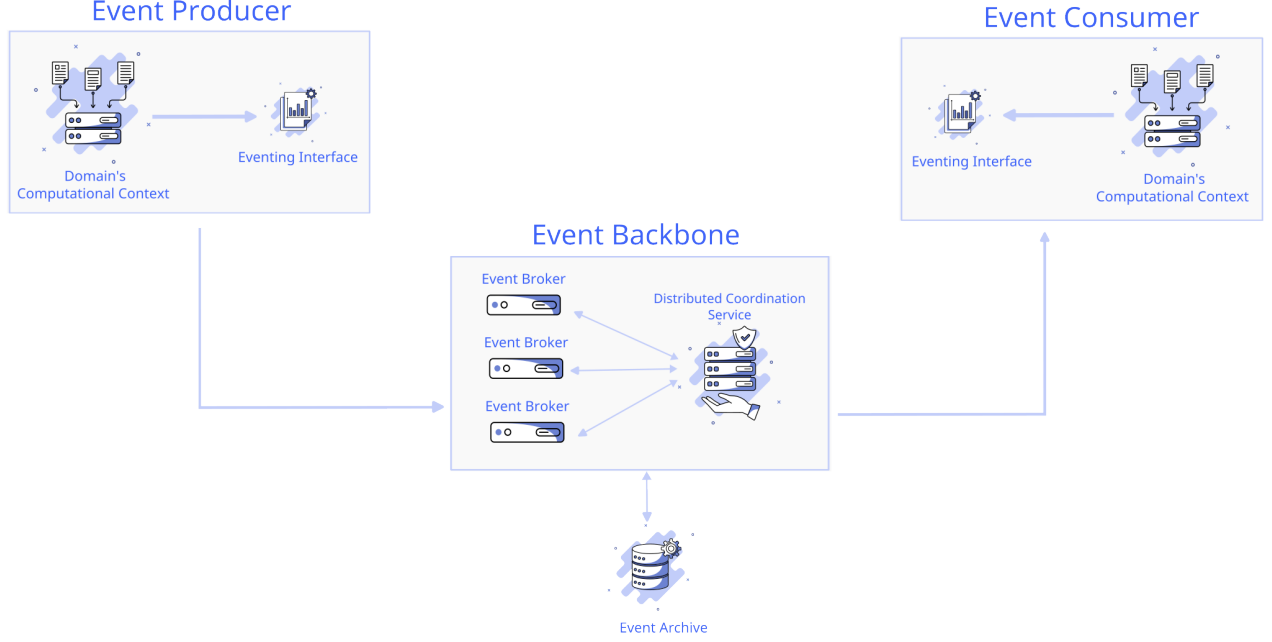 Event Producer
Eventing Interface
Domain's
Computational Context
Event Consumer
Eventing Interface
Domain's
Computational Context
Event Backbone
Event Broker
Event Broker
Event Broker
Distributed Coordination
Service
Event Archive